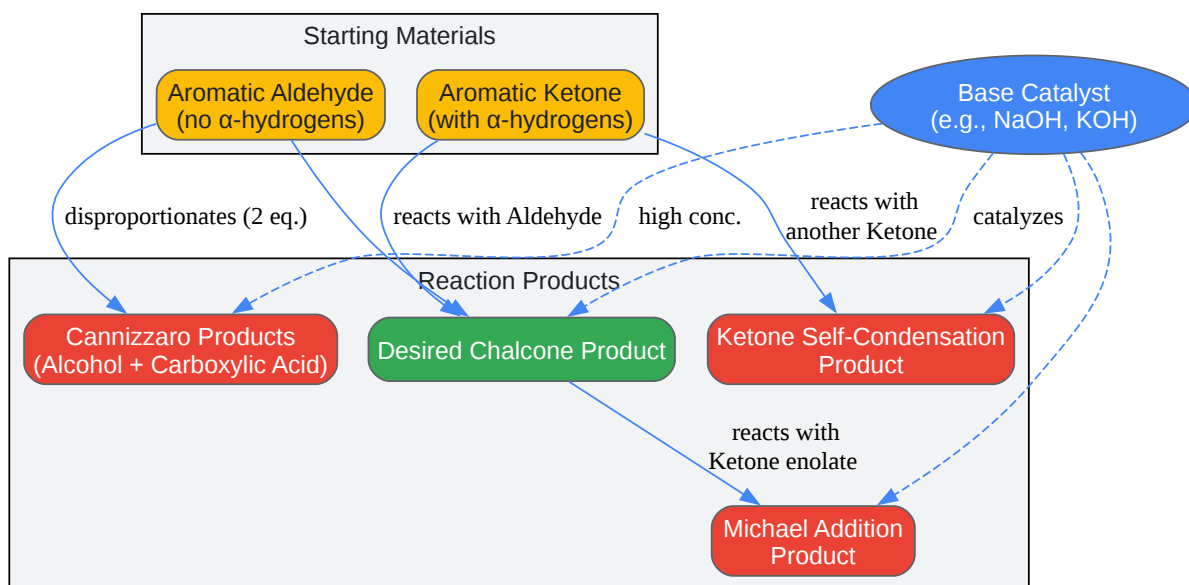 Starting Materials
Aromatic Aldehyde
(no α-hydrogens)
Aromatic Ketone
(with α-hydrogens)
Base Catalyst
(e.g., NaOH, KOH)
disproportionates (2 eq.)
reacts with Aldehyde
high conc.
reacts with
another Ketone
catalyzes
Reaction Products
Cannizzaro Products
(Alcohol + Carboxylic Acid)
Desired Chalcone Product
Ketone Self-Condensation
Product
reacts with
Ketone enolate
Michael Addition
Product